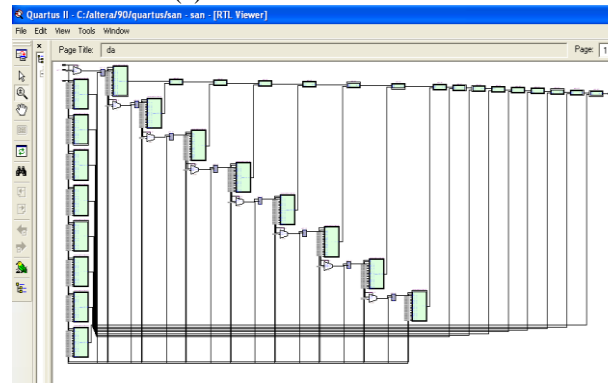 Quartus II - C:/altera/90/quartus/san - san - [RTL Viewer]
File Edit View Tools Window
Page Title: da Page: 1